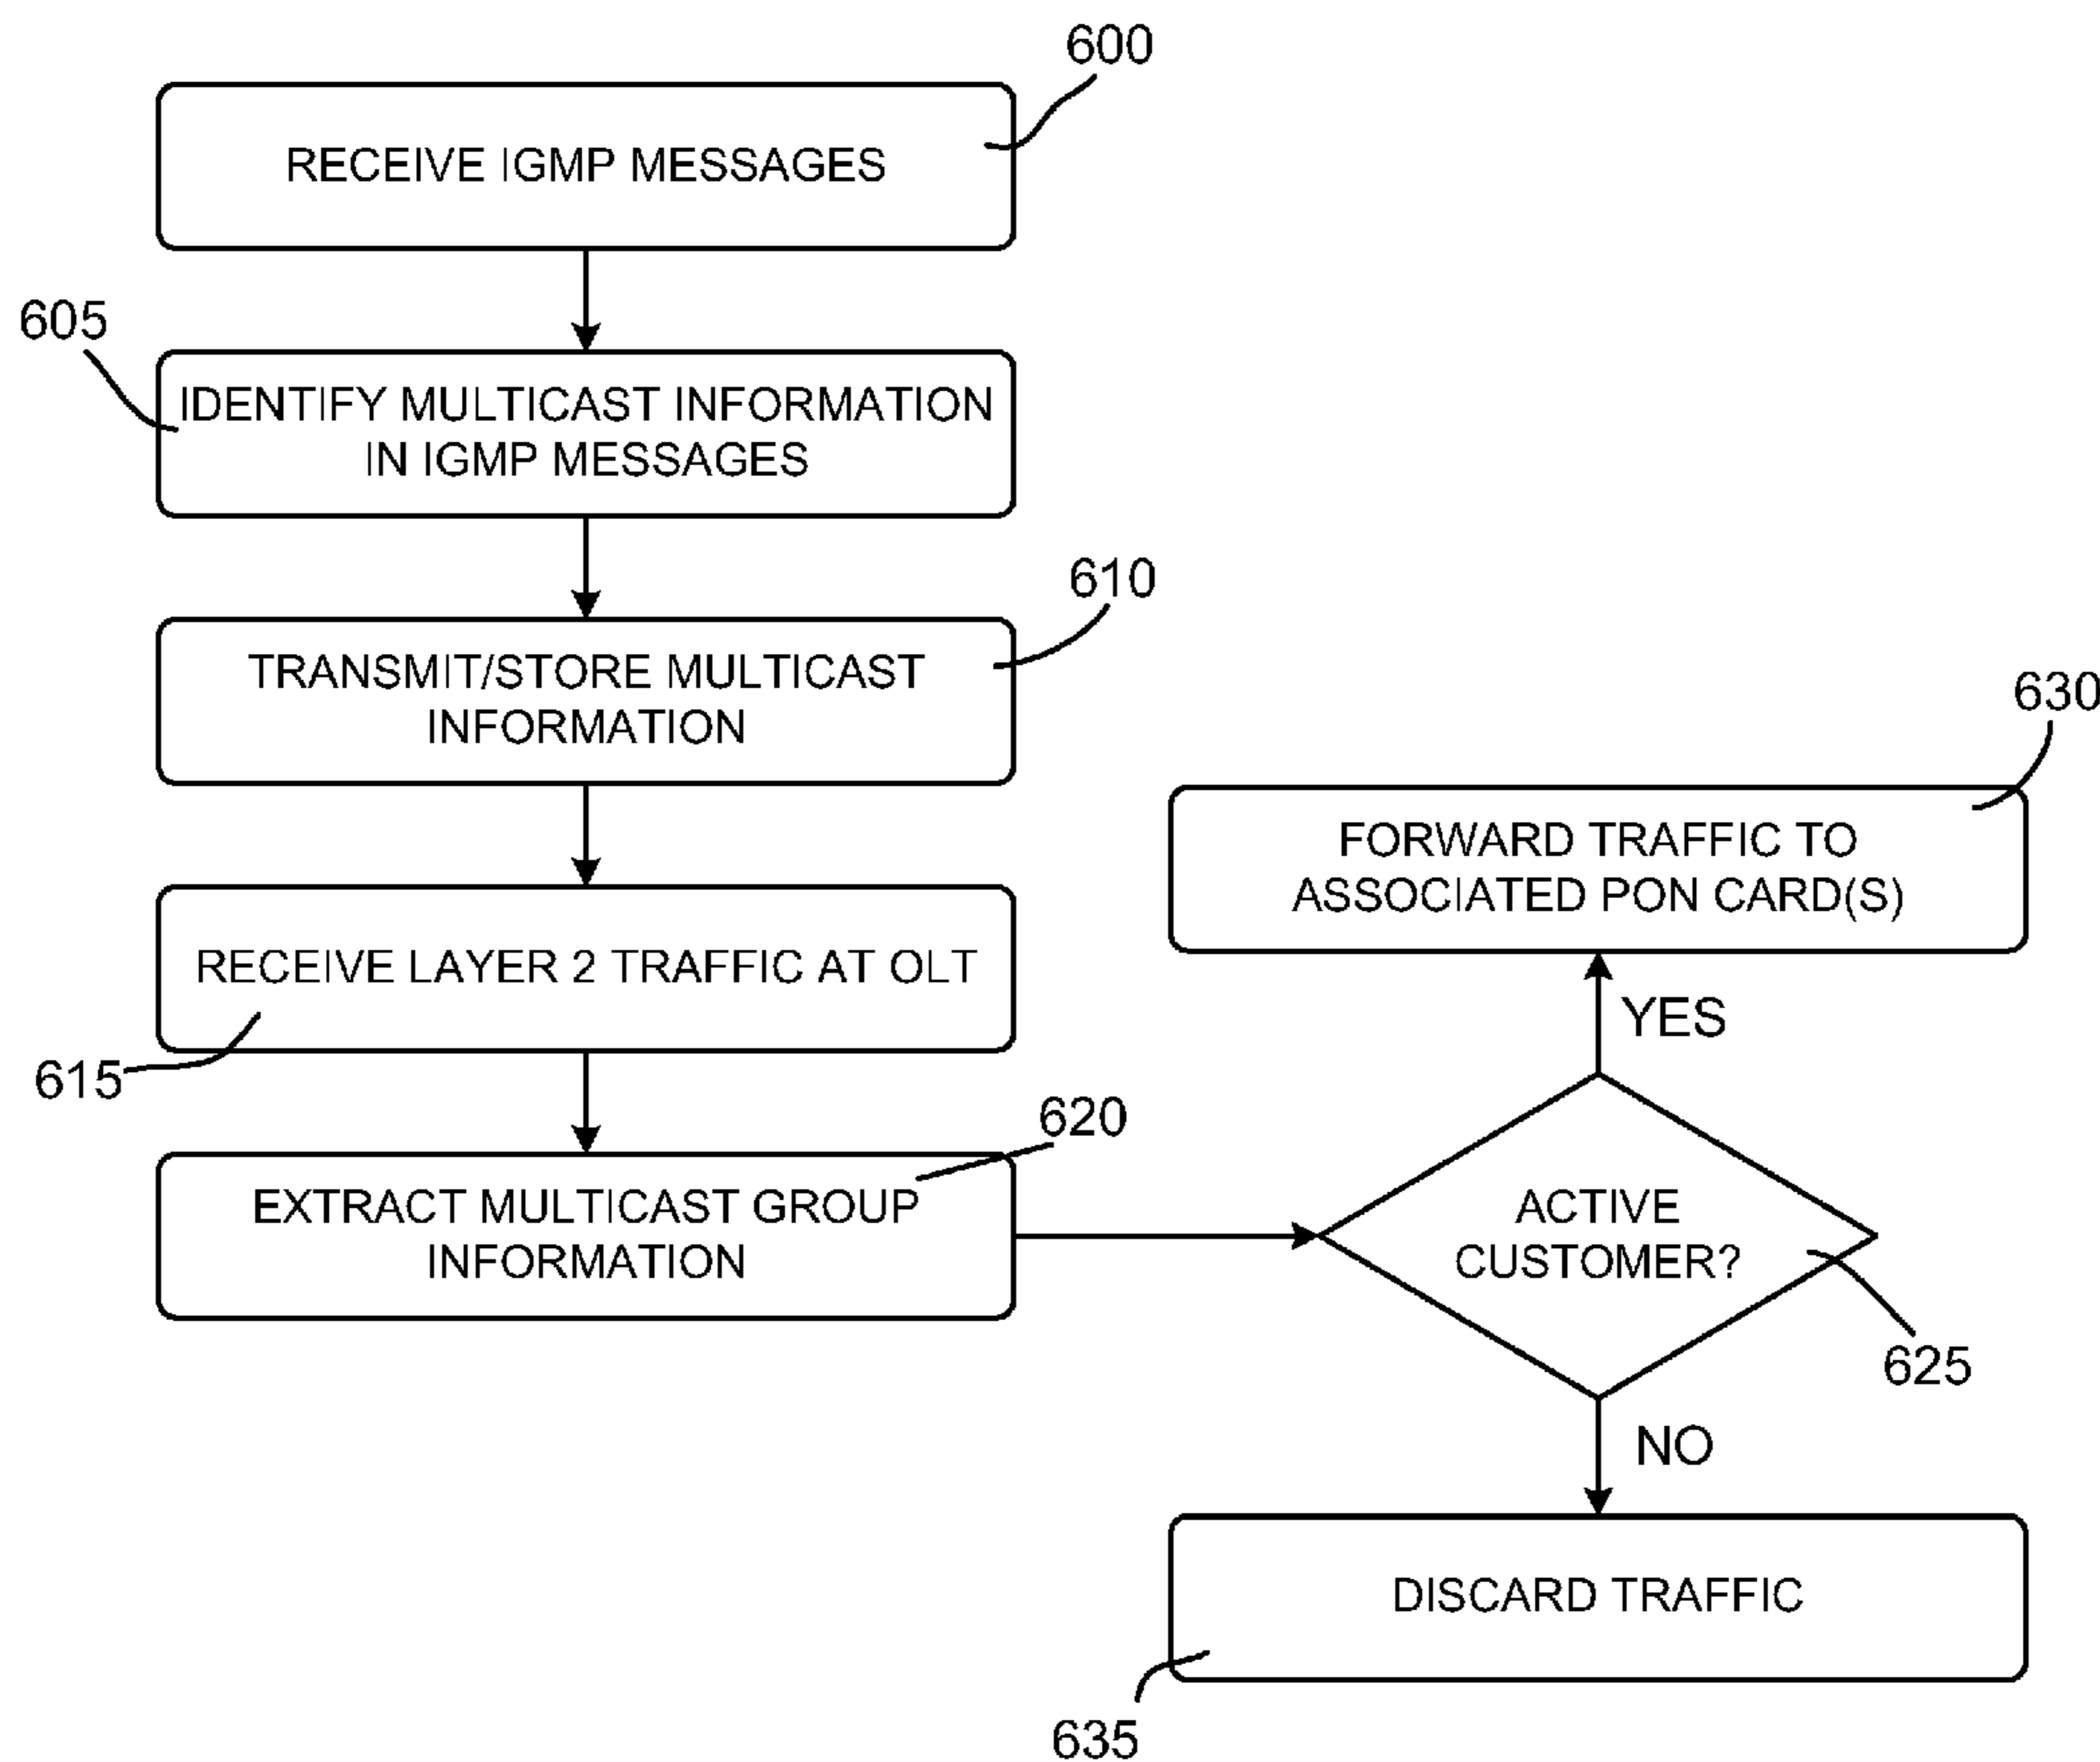 600
RECEIVE IGMP MESSAGES
605
IDENTIFY MULTICAST INFORMATION
IN IGMP MESSAGES
610
TRANSMIT/STORE MULTICAST
INFORMATION
RECEIVE LAYER 2 TRAFFIC AT OLT
615
620
EXTRACT MULTICAST GROUP
INFORMATION
ACTIVE
CUSTOMER?
625
YES
630
FORWARD TRAFFIC TO
ASSOCIATED PON CARD(S)
NO
DISCARD TRAFFIC
635